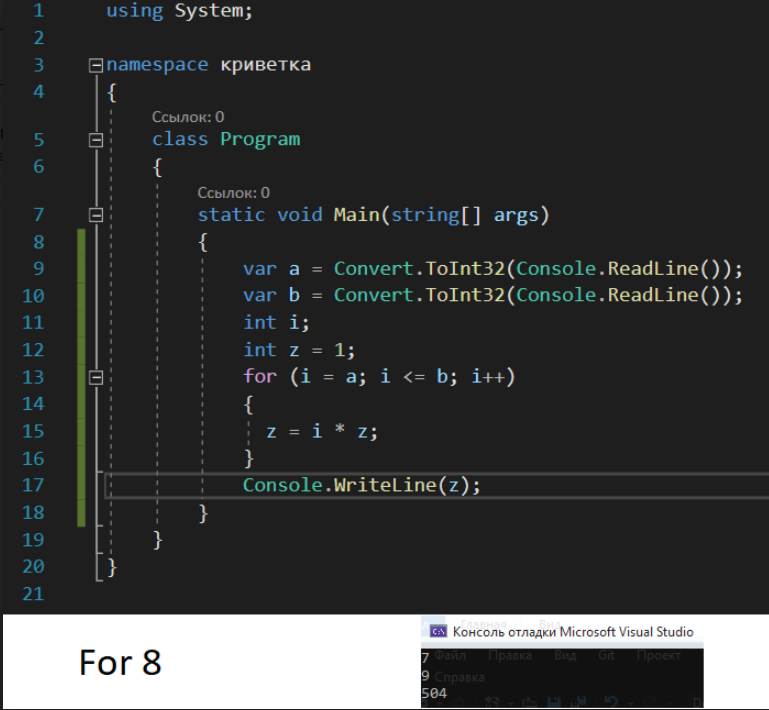 1 using System;
2
3 namespace криветка
4 {
Ссылок: 0
5 class Program
6 {
Ссылок: 0
7 static void Main(string[] args)
8 {
9 var a = Convert.ToInt32(Console.ReadLine());
10 var b = Convert.ToInt32(Console.ReadLine());
11 int i;
12 int z = 1;
13 for (i = a; i <= b; i++)
14 {
15 z = i * z;
16 }
17 Console.WriteLine(z);
18 }
19 }
20 }
21
For 8
Консоль отладки Microsoft Visual Studio
7
9
504
Файл Правка Вид Git Проект
Справка